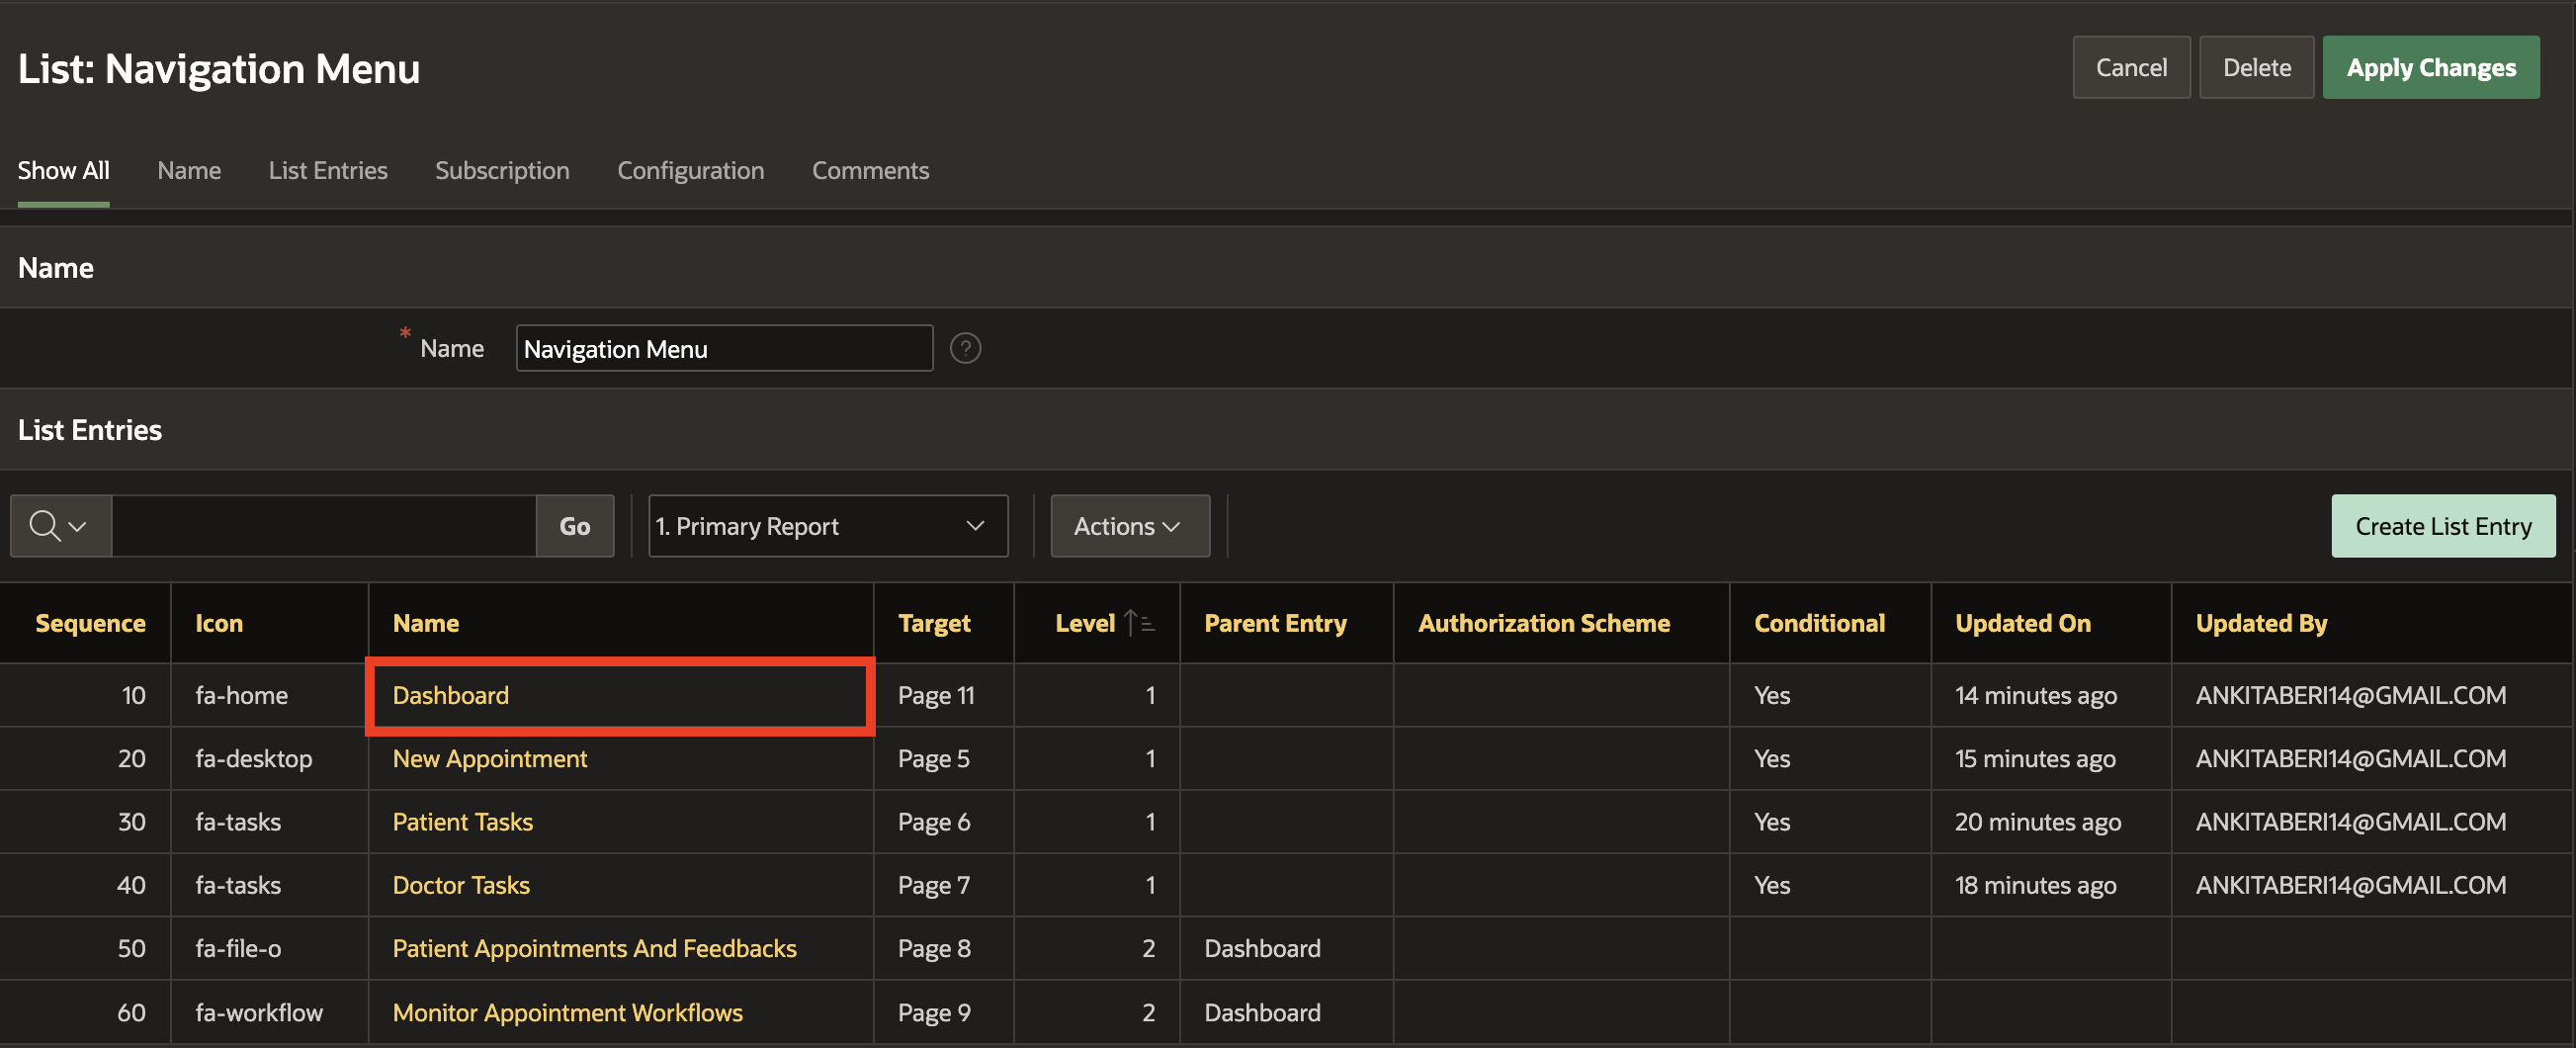 List: Navigation Menu
Cancel Delete Apply Changes
Show All Name List Entries Subscription Configuration Comments
Name
* Name Navigation Menu ?
List Entries
Go 1. Primary Report Actions Create List Entry
Sequence Icon Name Target Level Parent Entry Authorization Scheme Conditional Updated On Updated By
10 fa-home Dashboard Page 11 1 Yes 14 minutes ago ANKITABERI14@GMAIL.COM
20 fa-desktop New Appointment Page 5 1 Yes 15 minutes ago ANKITABERI14@GMAIL.COM
30 fa-tasks Patient Tasks Page 6 1 Yes 20 minutes ago ANKITABERI14@GMAIL.COM
40 fa-tasks Doctor Tasks Page 7 1 Yes 18 minutes ago ANKITABERI14@GMAIL.COM
50 fa-file-o Patient Appointments And Feedbacks Page 8 2 Dashboard
60 fa-workflow Monitor Appointment Workflows Page 9 2 Dashboard